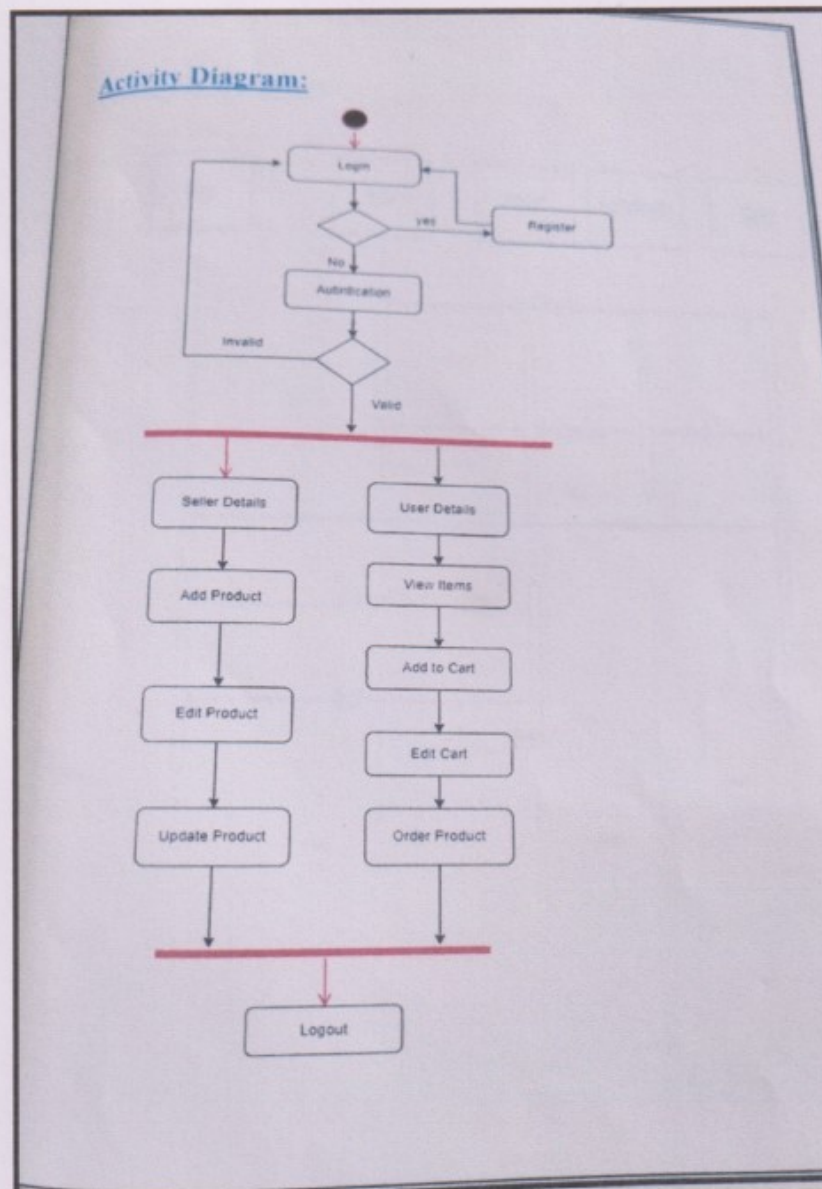 Activity Diagram:
Login
yes
Register
No
Autintication
Invalid
Valid
Seller Details
User Details
Add Product
View Items
Add to Cart
Edit Product
Edit Cart
Update Product
Order Product
Logout